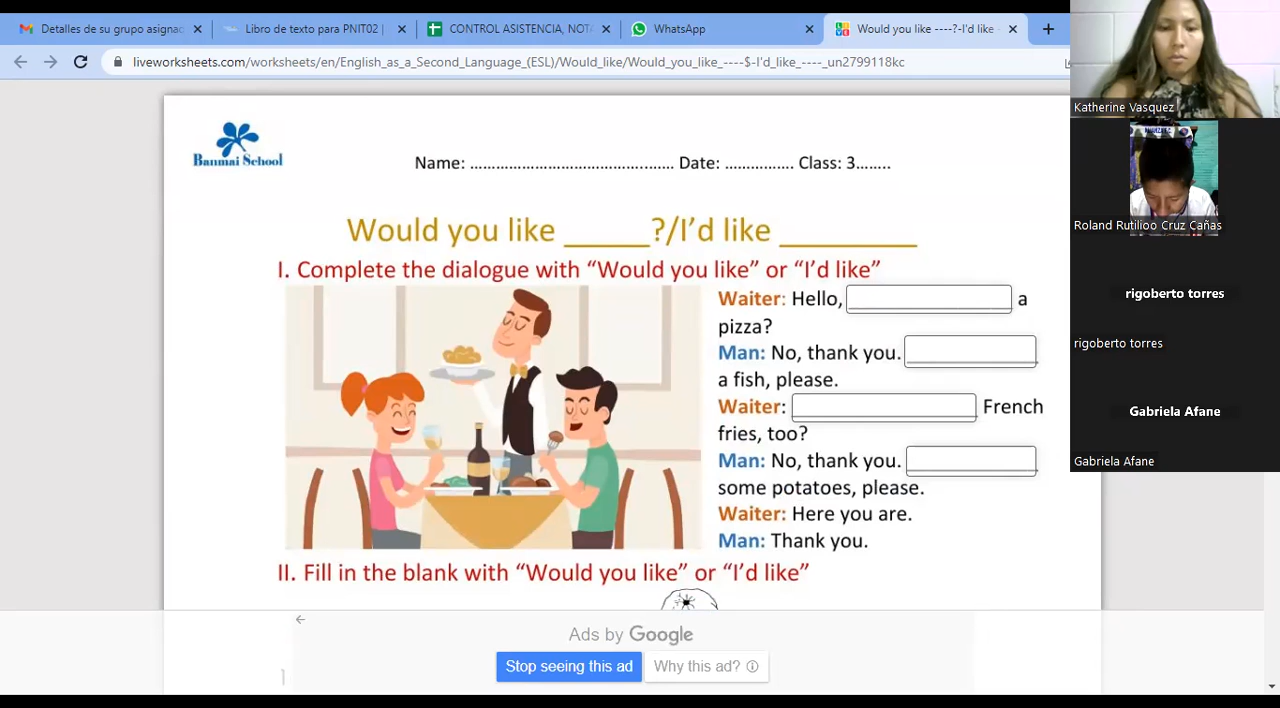 Detalles de su grupo asignac
Libro de texto para PNIT02 |
CONTROL ASISTENCIA, NOTA
WhatsApp
Would you like ----?-I'd like -
liveworksheets.com/worksheets/en/English_as_a_Second_Language_(ESL)/Would_like/Would_you_like_----$-I'd_like_----_un2799118kc
Banmai School
Name: ................................................ Date: ................ Class: 3........
Would you like _____?/I'd like ________
I. Complete the dialogue with “Would you like” or “I'd like”
Waiter: Hello, a
pizza?
Man: No, thank you.
a fish, please.
Waiter: French
fries, too?
Man: No, thank you.
some potatoes, please.
Waiter: Here you are.
Man: Thank you.
II. Fill in the blank with “Would you like” or “I'd like”
Ads by Google
Stop seeing this ad
Why this ad?
Katherine Vasquez
Roland Rutilioo Cruz Cañas
rigoberto torres
rigoberto torres
Gabriela Afane
Gabriela Afane